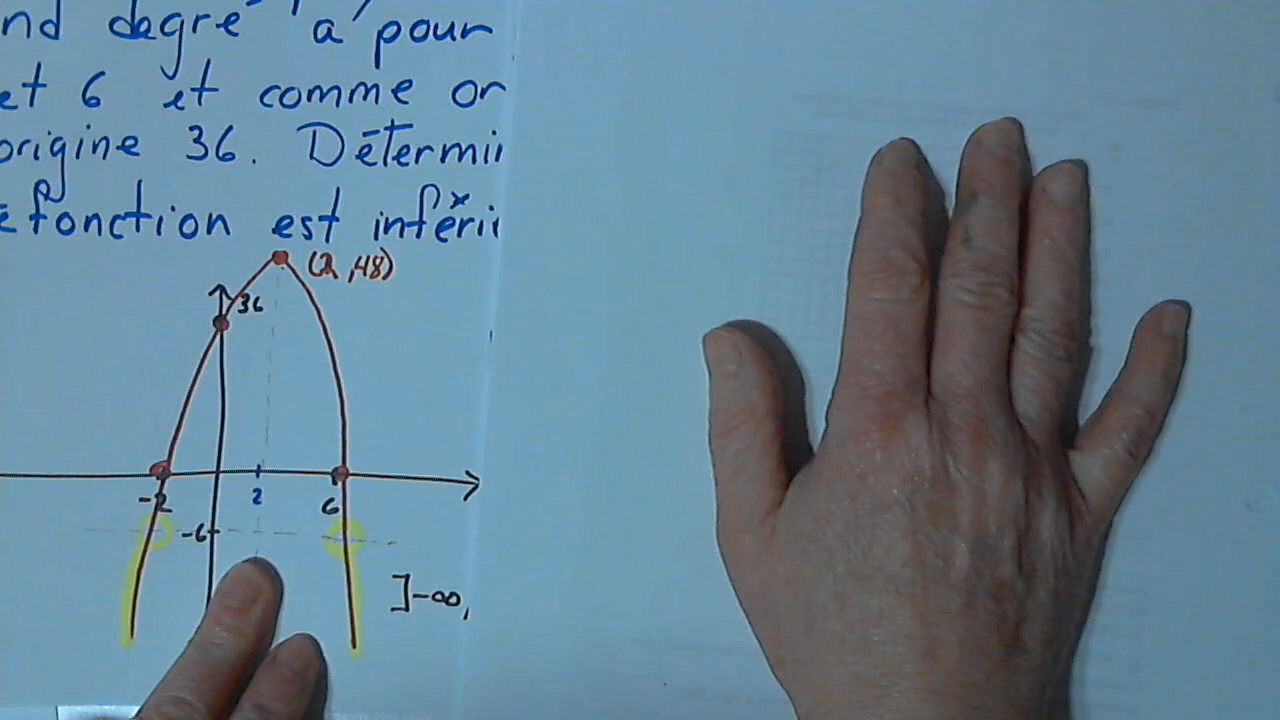 nd degré a pour
et 6 et comme or
origine 36. Détermi
fonction est inféri
(2,48)
36
-2
2
6
-6
]-∞,